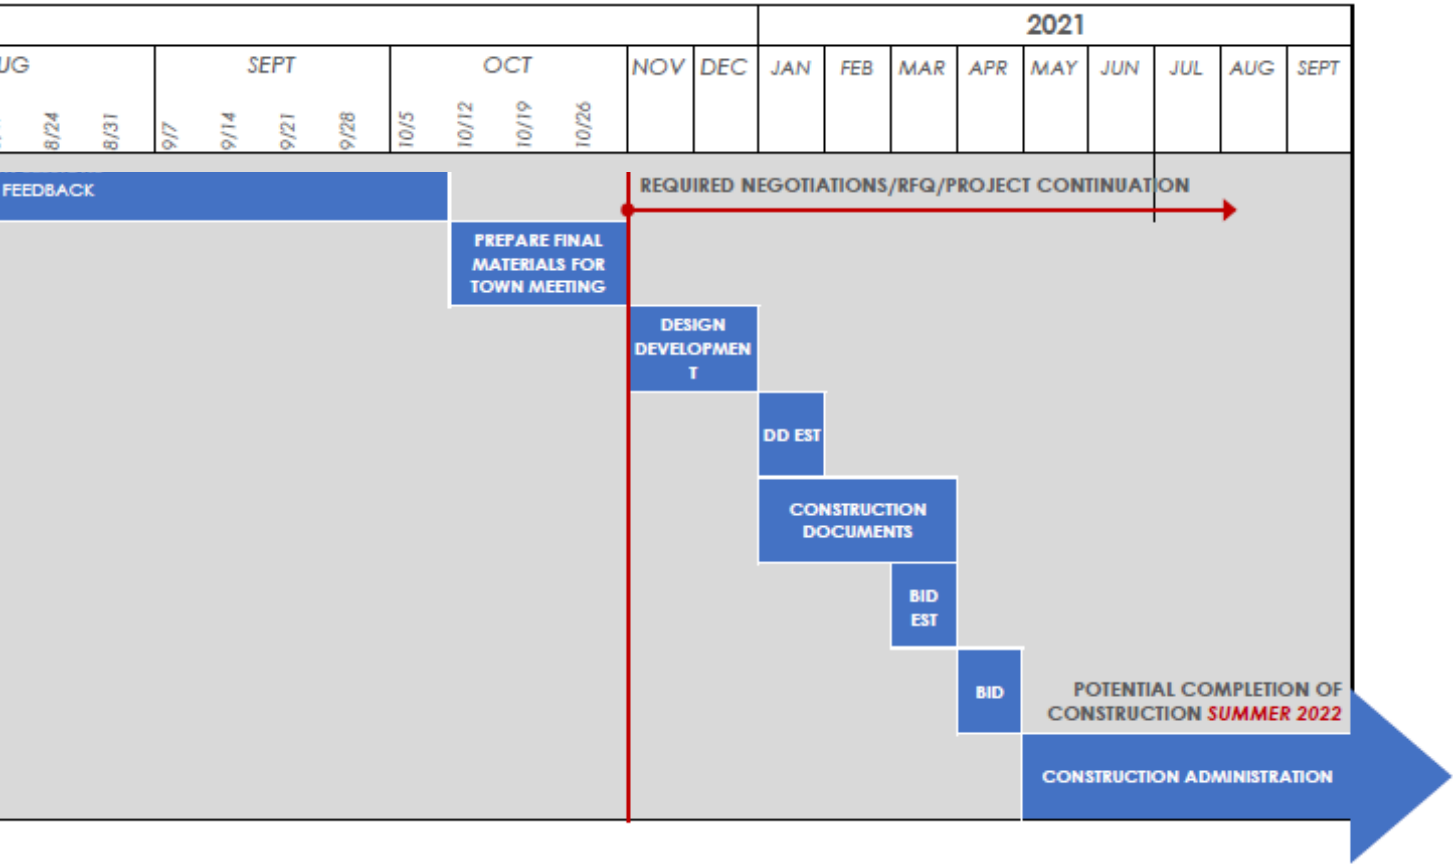 2021
UG SEPT OCT NOV DEC JAN FEB MAR APR MAY JUN JUL AUG SEPT
8/24 8/31 9/7 9/14 9/21 9/28 10/5 10/12 10/19 10/26
FEEDBACK
REQUIRED NEGOTIATIONS/RFQ/PROJECT CONTINUATION
PREPARE FINAL
MATERIALS FOR
TOWN MEETING
DESIGN
DEVELOPMEN
T
DD EST
CONSTRUCTION
DOCUMENTS
BID
EST
BID
POTENTIAL COMPLETION OF
CONSTRUCTION SUMMER 2022
CONSTRUCTION ADMINISTRATION